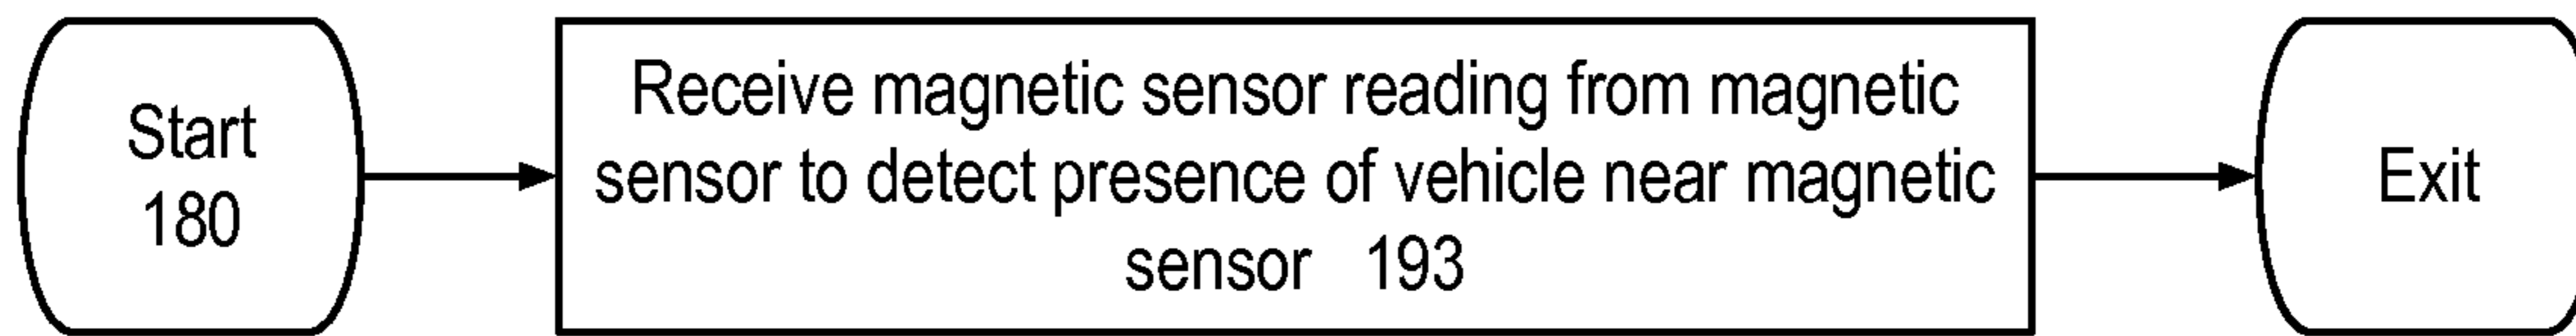 Start
180
Receive magnetic sensor reading from magnetic
sensor to detect presence of vehicle near magnetic
sensor 193
Exit